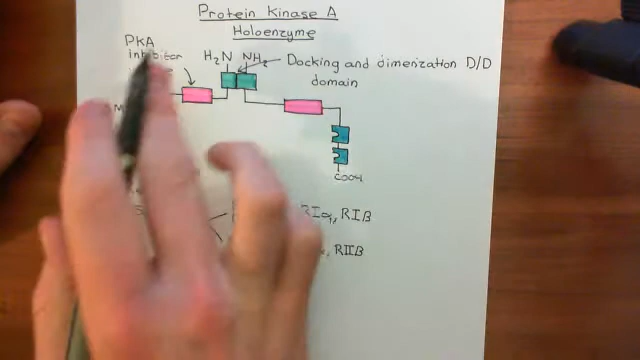 Protein Kinase A
Holoenzyme
PKA
inhibitor
H₂N NH₂
Docking and dimerization D/D
domain
COOH
RIα, RIβ
RIIβ